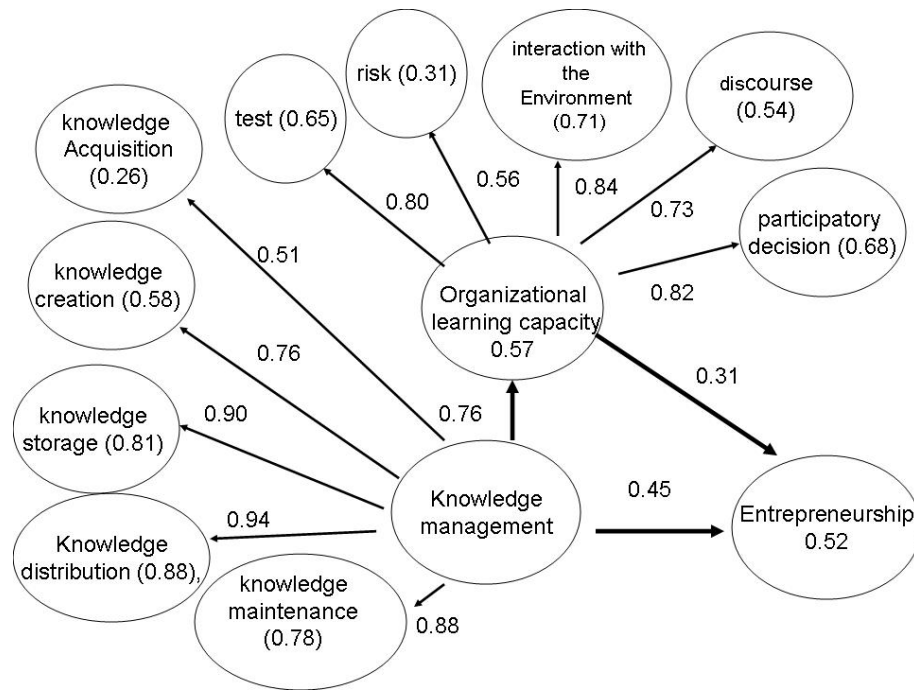 interaction with
the
Environment
(0.71)
risk (0.31)
discourse
(0.54)
test (0.65)
knowledge
Acquisition
(0.26)
0.80
0.56
0.84
0.73
participatory
decision (0.68)
0.82
knowledge
creation (0.58)
0.51
Organizational
learning capacity
0.57
0.76
0.31
knowledge
storage (0.81)
0.90
0.76
Knowledge
management
0.45
Entrepreneurship
0.52
Knowledge
distribution (0.88),
0.94
knowledge
maintenance
(0.78)
0.88